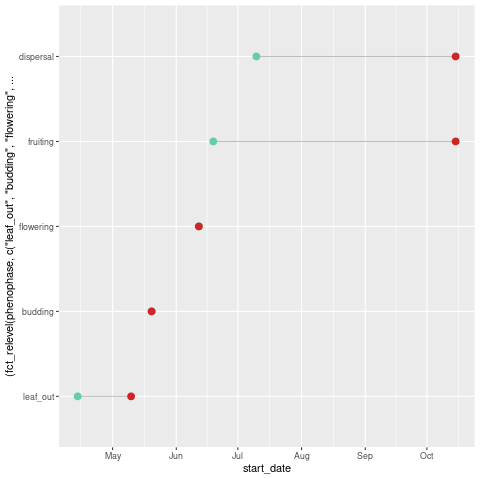 dispersal
fruiting
flowering
budding
leaf_out
(fct_relevel(phenophase, c("leaf_out", "budding", "flowering", ...
May Jun Jul Aug Sep Oct
start_date